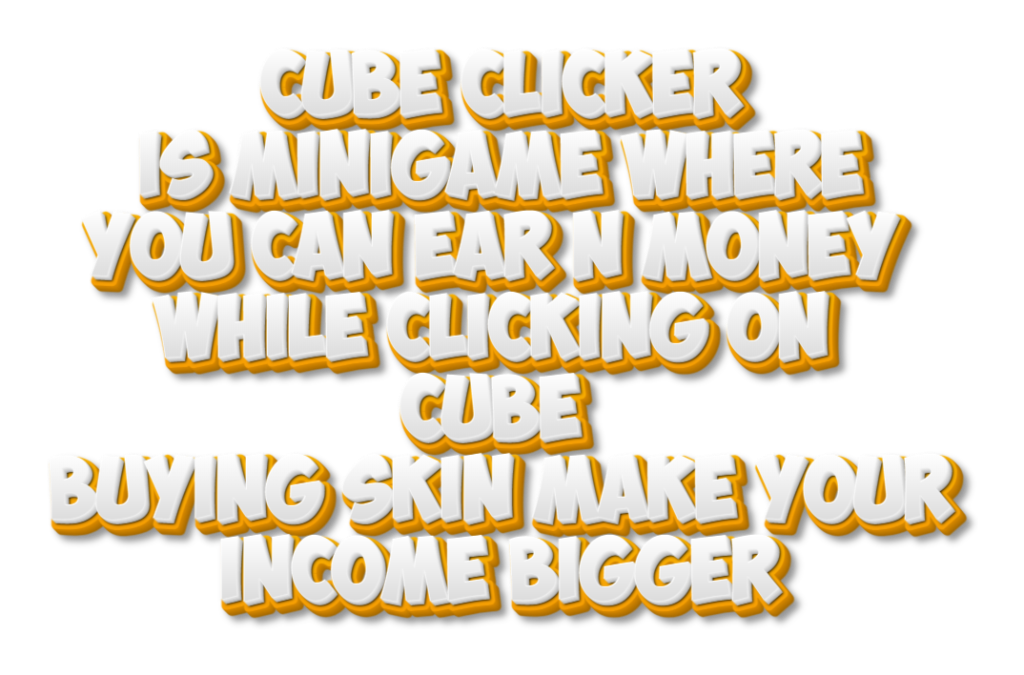 CUBE CLICKER
IS MINIGAME WHERE
YOU CAN EAR N MONEY
WHILE CLICKING ON
CUBE
BUYING SKIN MAKE YOUR
INCOME BIGGER